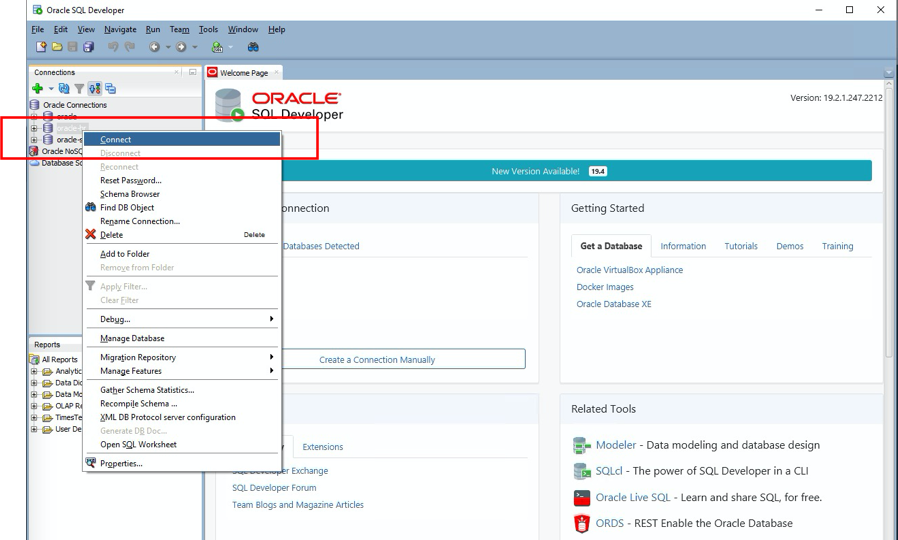 Oracle SQL Developer
File Edit View Navigate Run Team Tools Window Help
Connections
Welcome Page
Oracle Connections
oracle
Oracle NoSQ
Database Sc
ORACLE
SQL Developer
Version: 19.2.1.247.2212
New Version Available! 19.4
Connect
Disconnect
Reconnect
Reset Password...
Schema Browser
Find DB Object
Rename Connection...
Delete Delete
Add to Folder
Remove from Folder
Apply Filter...
Clear Filter
Debug...
Manage Database
Migration Repository
Manage Features
Gather Schema Statistics...
Recompile Schema ...
XML DB Protocol server configuration
Generate DB Doc...
Open SQL Worksheet
Properties...
onnection
Databases Detected
Create a Connection Manually
Getting Started
Get a Database Information Tutorials Demos Training
Oracle VirtualBox Appliance
Docker Images
Oracle Database XE
Reports
All Reports
Analytic
Data Dic
Data Mo
OLAP Re
TimesTe
User De
Extensions
SQL Developer Exchange
SQL Developer Forum
Team Blogs and Magazine Articles
Related Tools
Modeler - Data modeling and database design
SQLcl - The power of SQL Developer in a CLI
Oracle Live SQL - Learn and share SQL, for free.
ORDS - REST Enable the Oracle Database